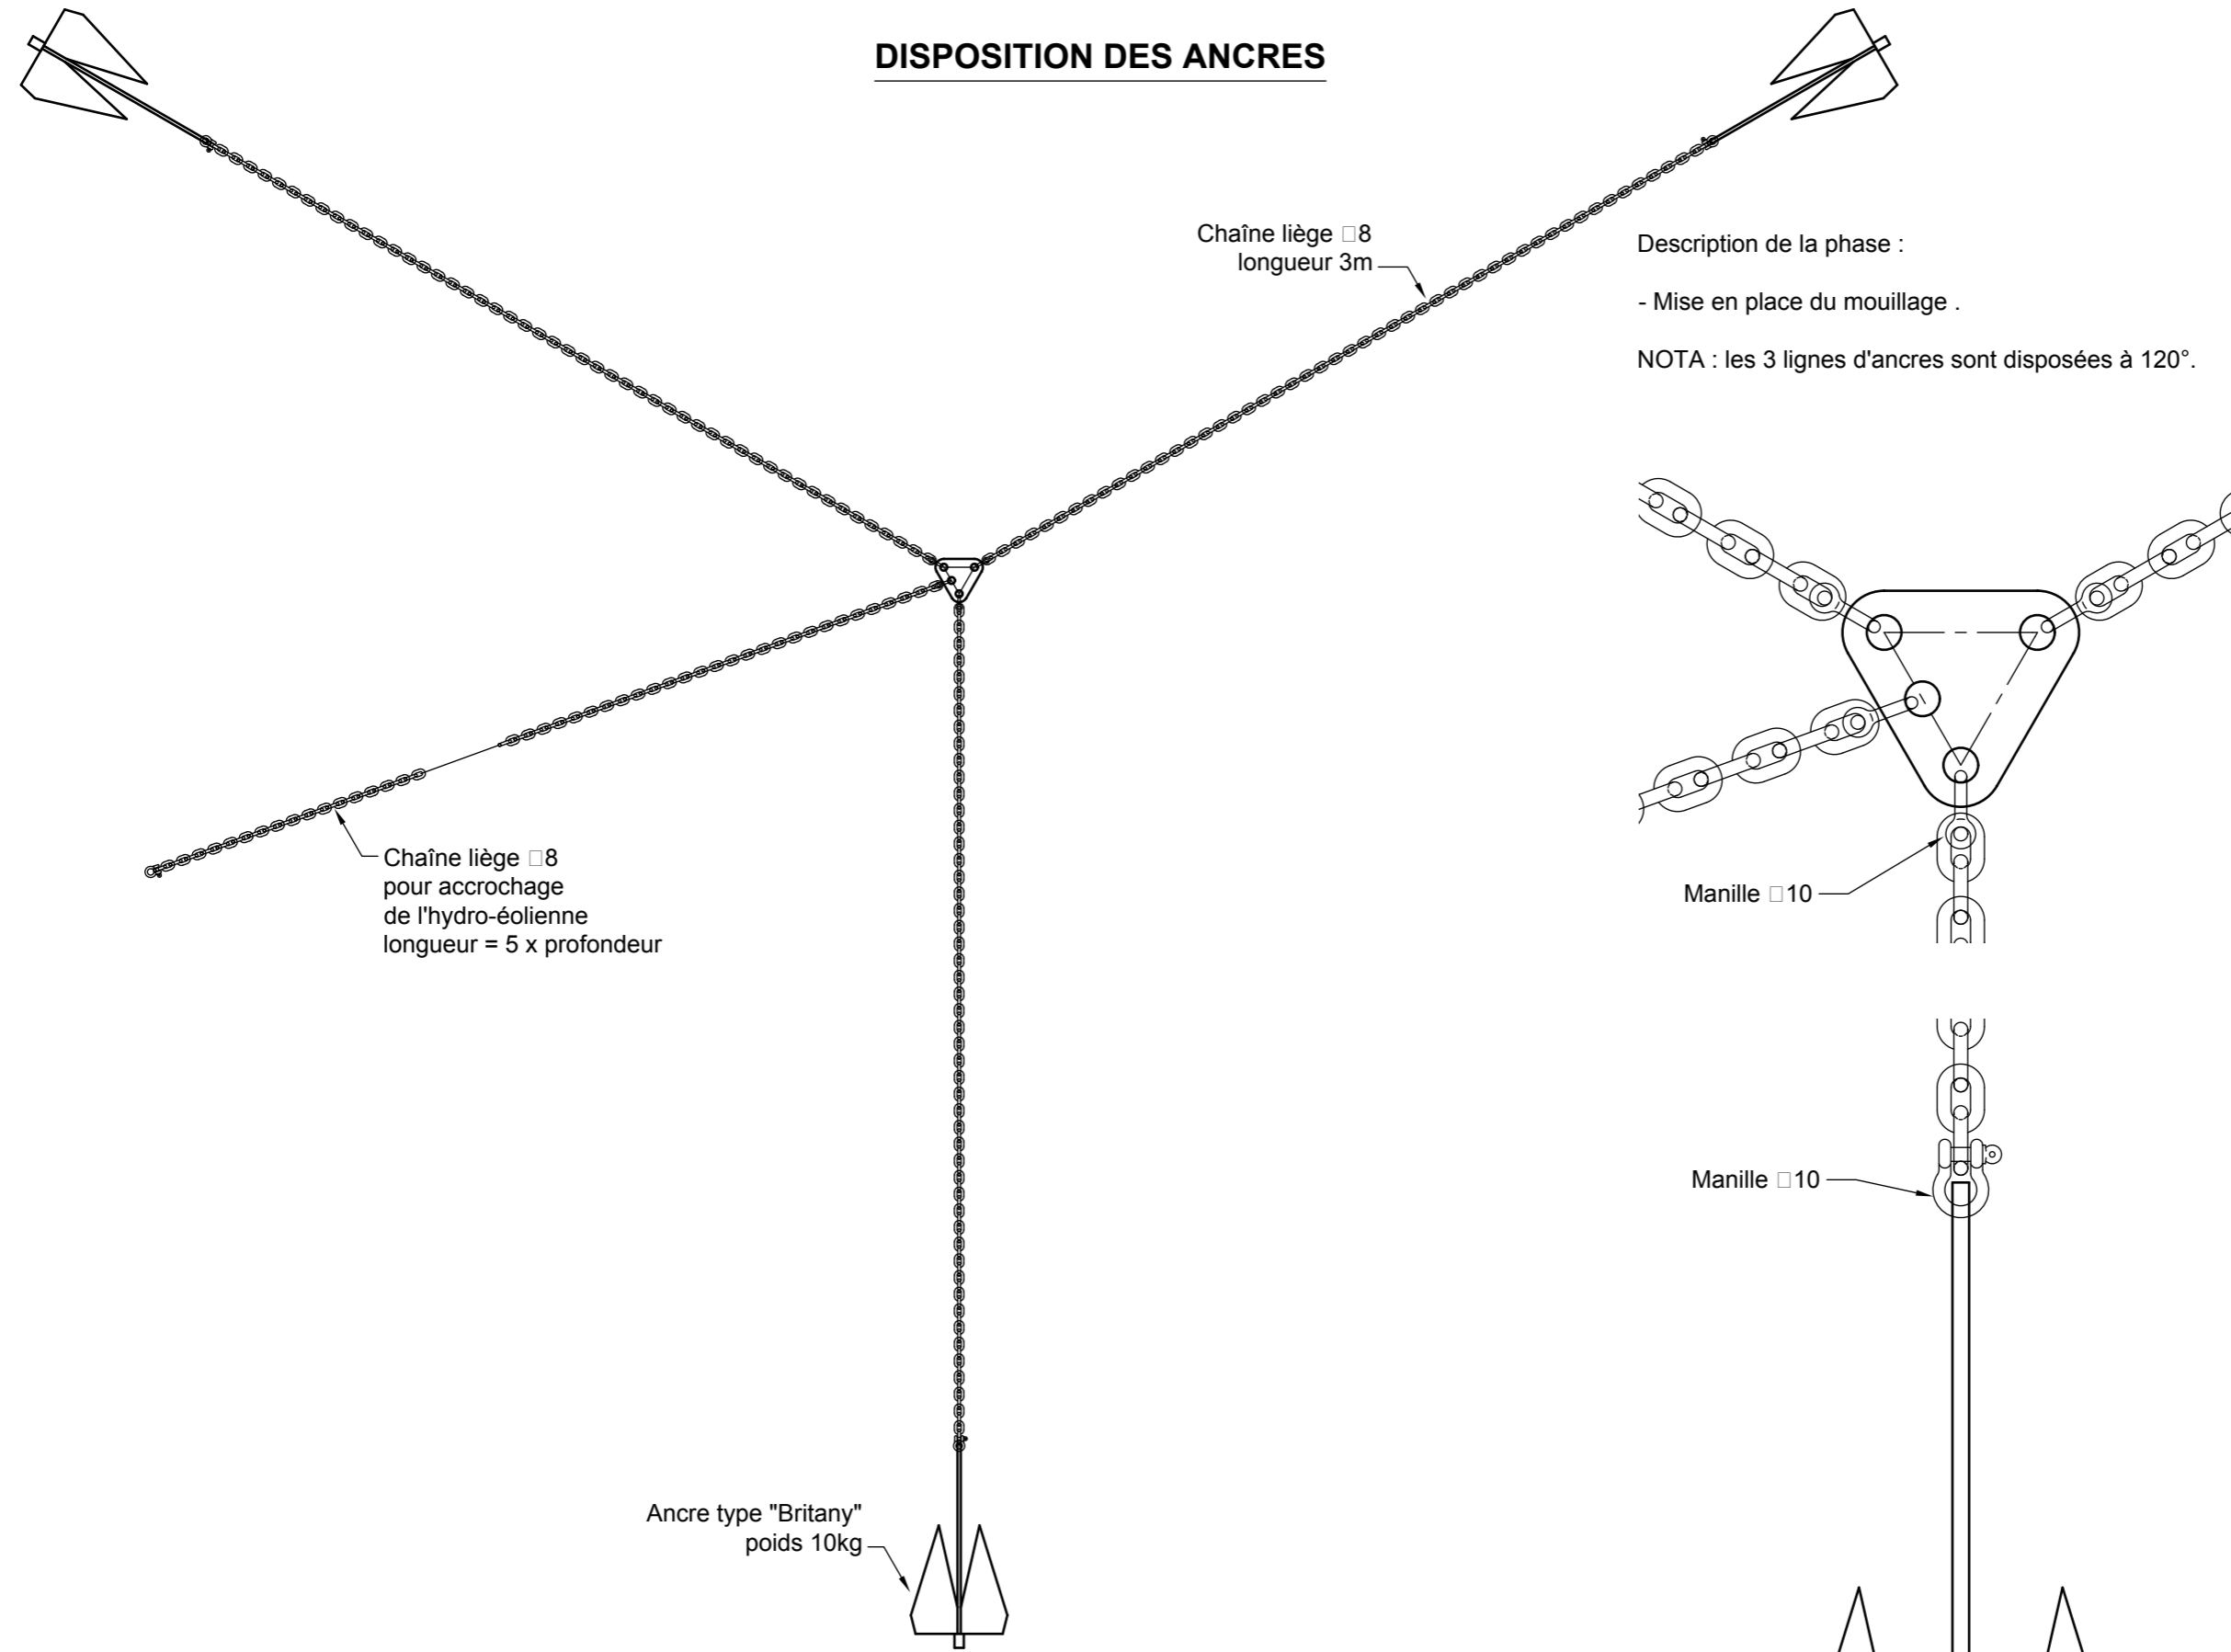 DISPOSITION DES ANCRES
Chaîne liège □8
longueur 3m
Description de la phase :
- Mise en place du mouillage .
NOTA : les 3 lignes d'ancres sont disposées à 120°.
Chaîne liège □8
pour accrochage
de l'hydro-éolienne
longueur = 5 x profondeur
Manille □10
Manille □10
Ancre type "Britany"
poids 10kg